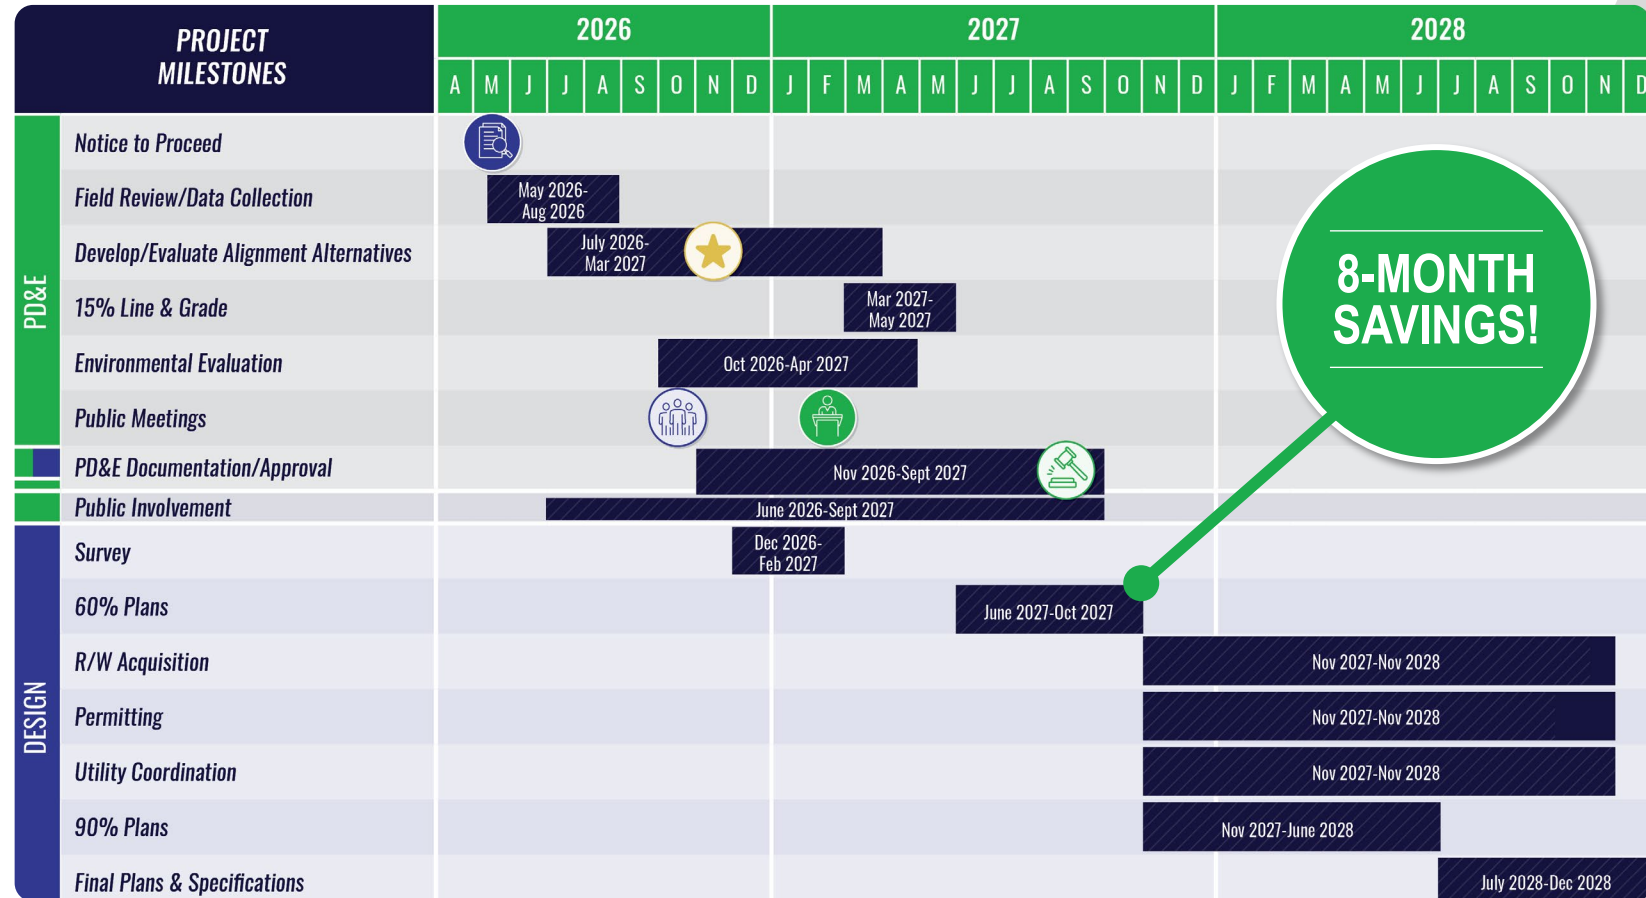 PROJECT
MILESTONES
2026 2027 2028
A M J J A S O N D J F M A M J J A S O N D J F M A M J J A S O N D
PD&E
Notice to Proceed
Field Review/Data Collection
May 2026-
Aug 2026
Develop/Evaluate Alignment Alternatives
July 2026-
Mar 2027
15% Line & Grade
Mar 2027-
May 2027
Environmental Evaluation
Oct 2026-Apr 2027
Public Meetings
PD&E Documentation/Approval
Nov 2026-Sept 2027
Public Involvement
June 2026-Sept 2027
8-MONTH
SAVINGS!
DESIGN
Survey
Dec 2026-
Feb 2027
60% Plans
June 2027-Oct 2027
R/W Acquisition
Nov 2027-Nov 2028
Permitting
Nov 2027-Nov 2028
Utility Coordination
Nov 2027-Nov 2028
90% Plans
Nov 2027-June 2028
Final Plans & Specifications
July 2028-Dec 2028